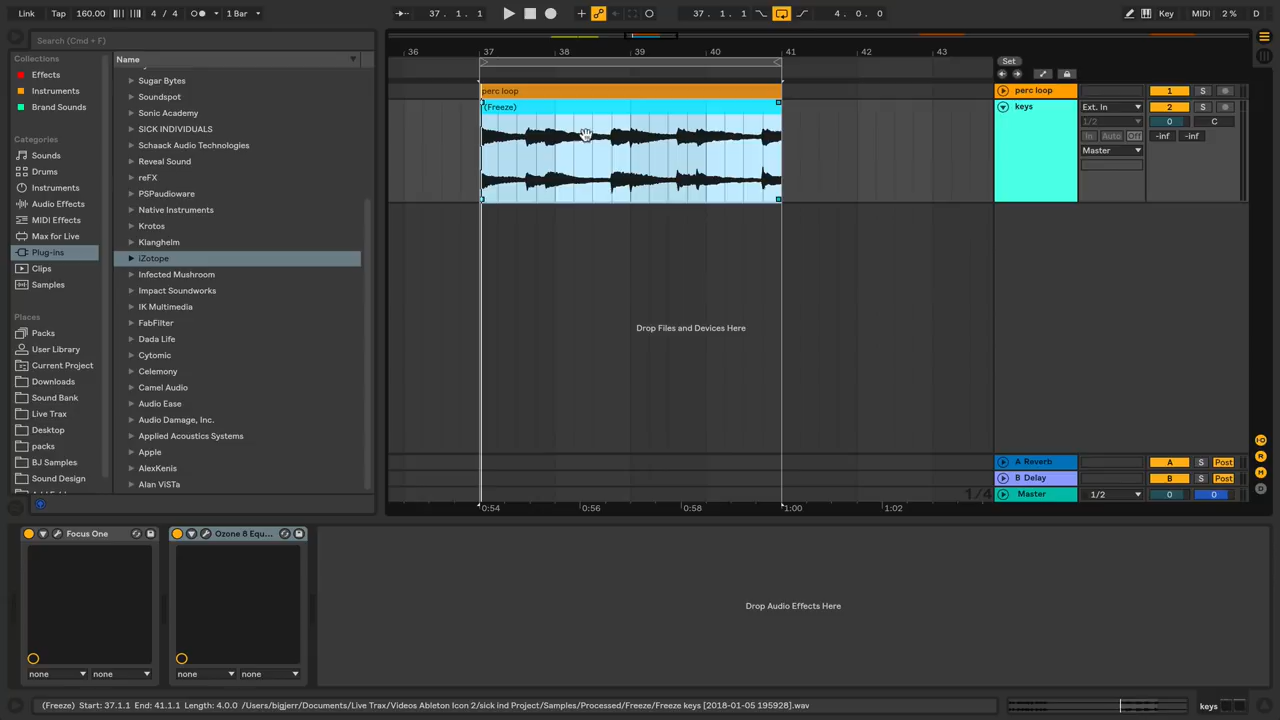 Link Tap 160.00 4 / 4 1 Bar 37. 1. 1 37. 1. 1 4. 0. 0 Key MIDI 2 % D
Search (Cmd + F)
Collections
Effects
Instruments
Brand Sounds
Categories
Sounds
Drums
Instruments
Audio Effects
MIDI Effects
Max for Live
Plug-ins
Clips
Samples
Places
Packs
User Library
Current Project
Downloads
Sound Bank
Live Trax
Desktop
packs
BJ Samples
Sound Design
Name
Sugar Bytes
Soundspot
Sonic Academy
SICK INDIVIDUALS
Schaack Audio Technologies
Reveal Sound
reFX
PSPaudioware
Native Instruments
Krotos
Klanghelm
iZotope
Infected Mushroom
Impact Soundworks
IK Multimedia
FabFilter
Dada Life
Cytomic
Celemony
Camel Audio
Audio Ease
Audio Damage, Inc.
Applied Acoustics Systems
Apple
AlexKenis
Alan ViSTa
36 37 38 39 40 41 42 43
Set
perc loop
(Freeze)
Drop Files and Devices Here
1/4
0:54 0:56 0:58 1:00 1:02
perc loop 1 S
keys Ext. In 2 S
1/2 0 C
In Auto Off -inf -inf
Master
A Reverb A S Post
B Delay B S Post
Master 1/2 0 0
Focus One
none none
Ozone 8 Equ...
none none
Drop Audio Effects Here
(Freeze) Start: 37.1.1 End: 41.1.1 Length: 4.0.0 /Users/bigjerr/Documents/Live Trax/Videos Ableton Icon 2/sick ind Project/Samples/Processed/Freeze/Freeze keys [2018-01-05 195928].wav
keys